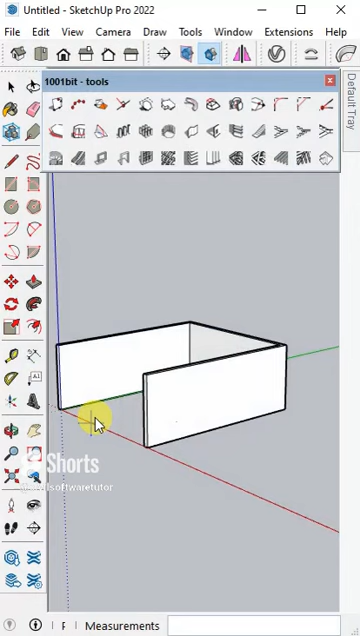 Untitled - SketchUp Pro 2022
File Edit View Camera Draw Tools Window Extensions Help
1001bit - tools
Default Tray
A1
Shorts
Measurements